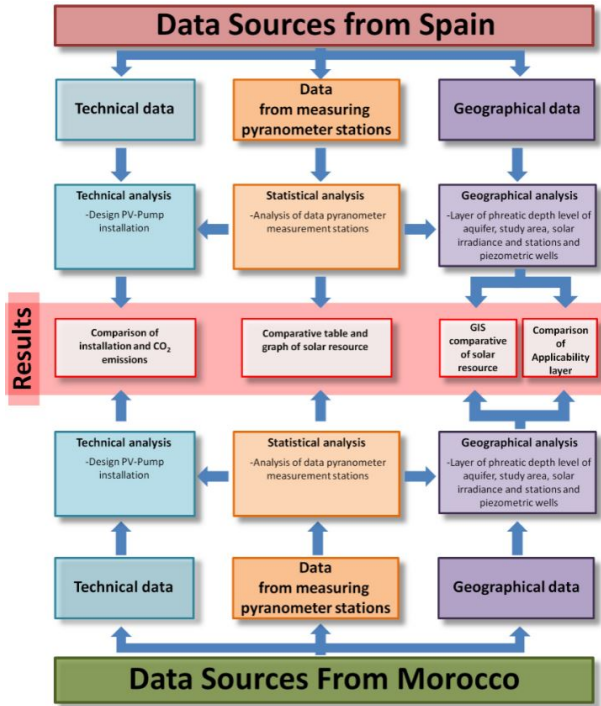 Data Sources from Spain
Technical data
Data
from measuring
pyranometer stations
Geographical data
Technical analysis
-Design PV-Pump
installation
Statistical analysis
-Analysis of data pyranometer
measurement stations
Geographical analysis
-Layer of phreatic depth level of
aquifer, study area, solar
irradiance and stations and
piezometric wells
Results
Comparison of
installation and CO2
emissions
Comparative table and
graph of solar resource
GIS
comparative
of solar
resource
Comparison
of
Applicability
layer
Technical analysis
-Design PV-Pump
installation
Statistical analysis
-Analysis of data pyranometer
measurement stations
Geographical analysis
-Layer of phreatic depth level of
aquifer, study area, solar
irradiance and stations and
piezometric wells
Technical data
Data
from measuring
pyranometer stations
Geographical data
Data Sources From Morocco